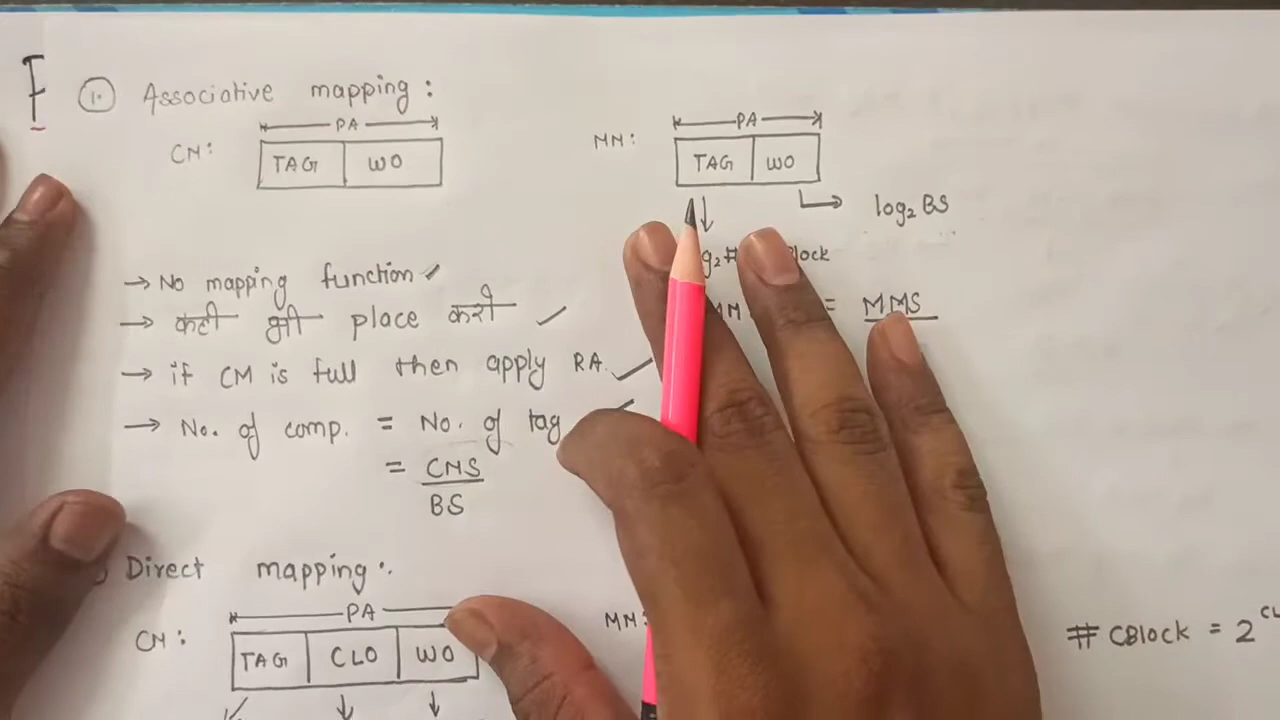 F 1. Associative mapping :
PA
CM: TAG WO
PA
MM: TAG WO
log₂ BS
Block
= MMS
→ No mapping function ✓
→ कही भी place करो ✓
→ if CM is full then apply RA. ✓
→ No. of comp. = No. of tag
= CMS
BS
Direct mapping :
PA
CM: TAG CLO WO
MM:
# CBlock = 2^CL